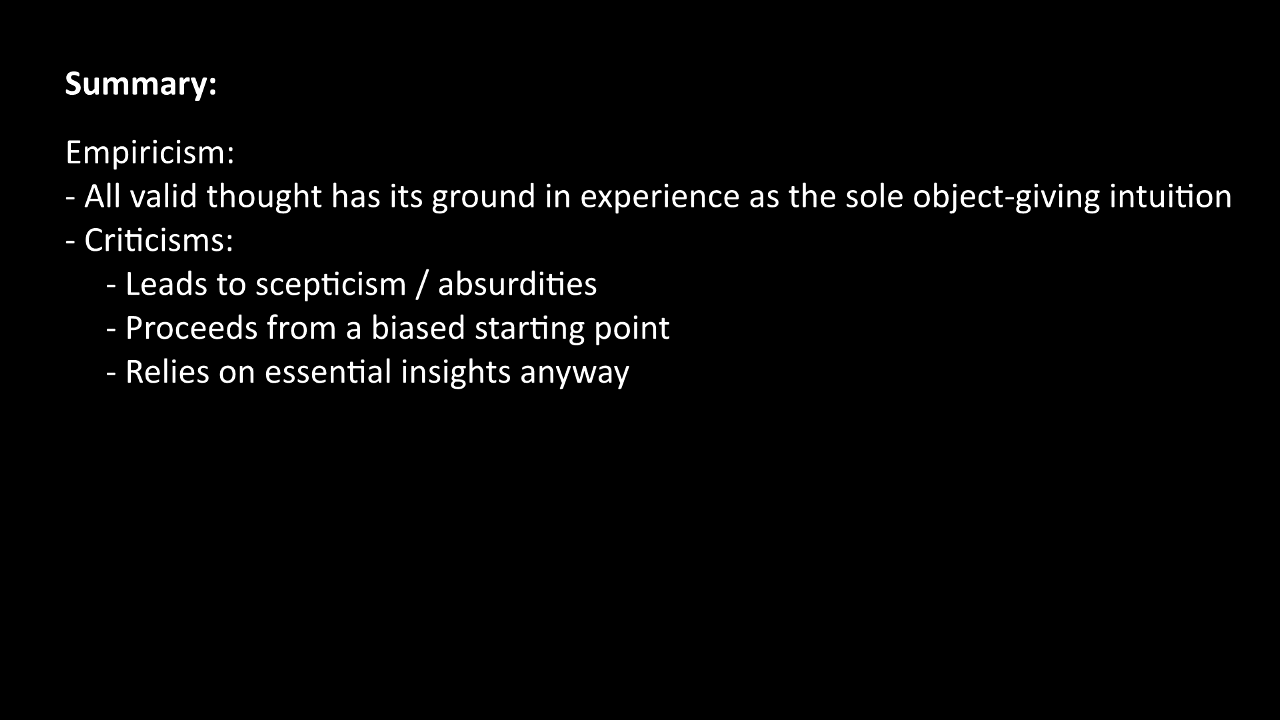 Summary:
Empiricism:
- All valid thought has its ground in experience as the sole object-giving intuition
- Criticisms:
- Leads to scepticism / absurdities
- Proceeds from a biased starting point
- Relies on essential insights anyway